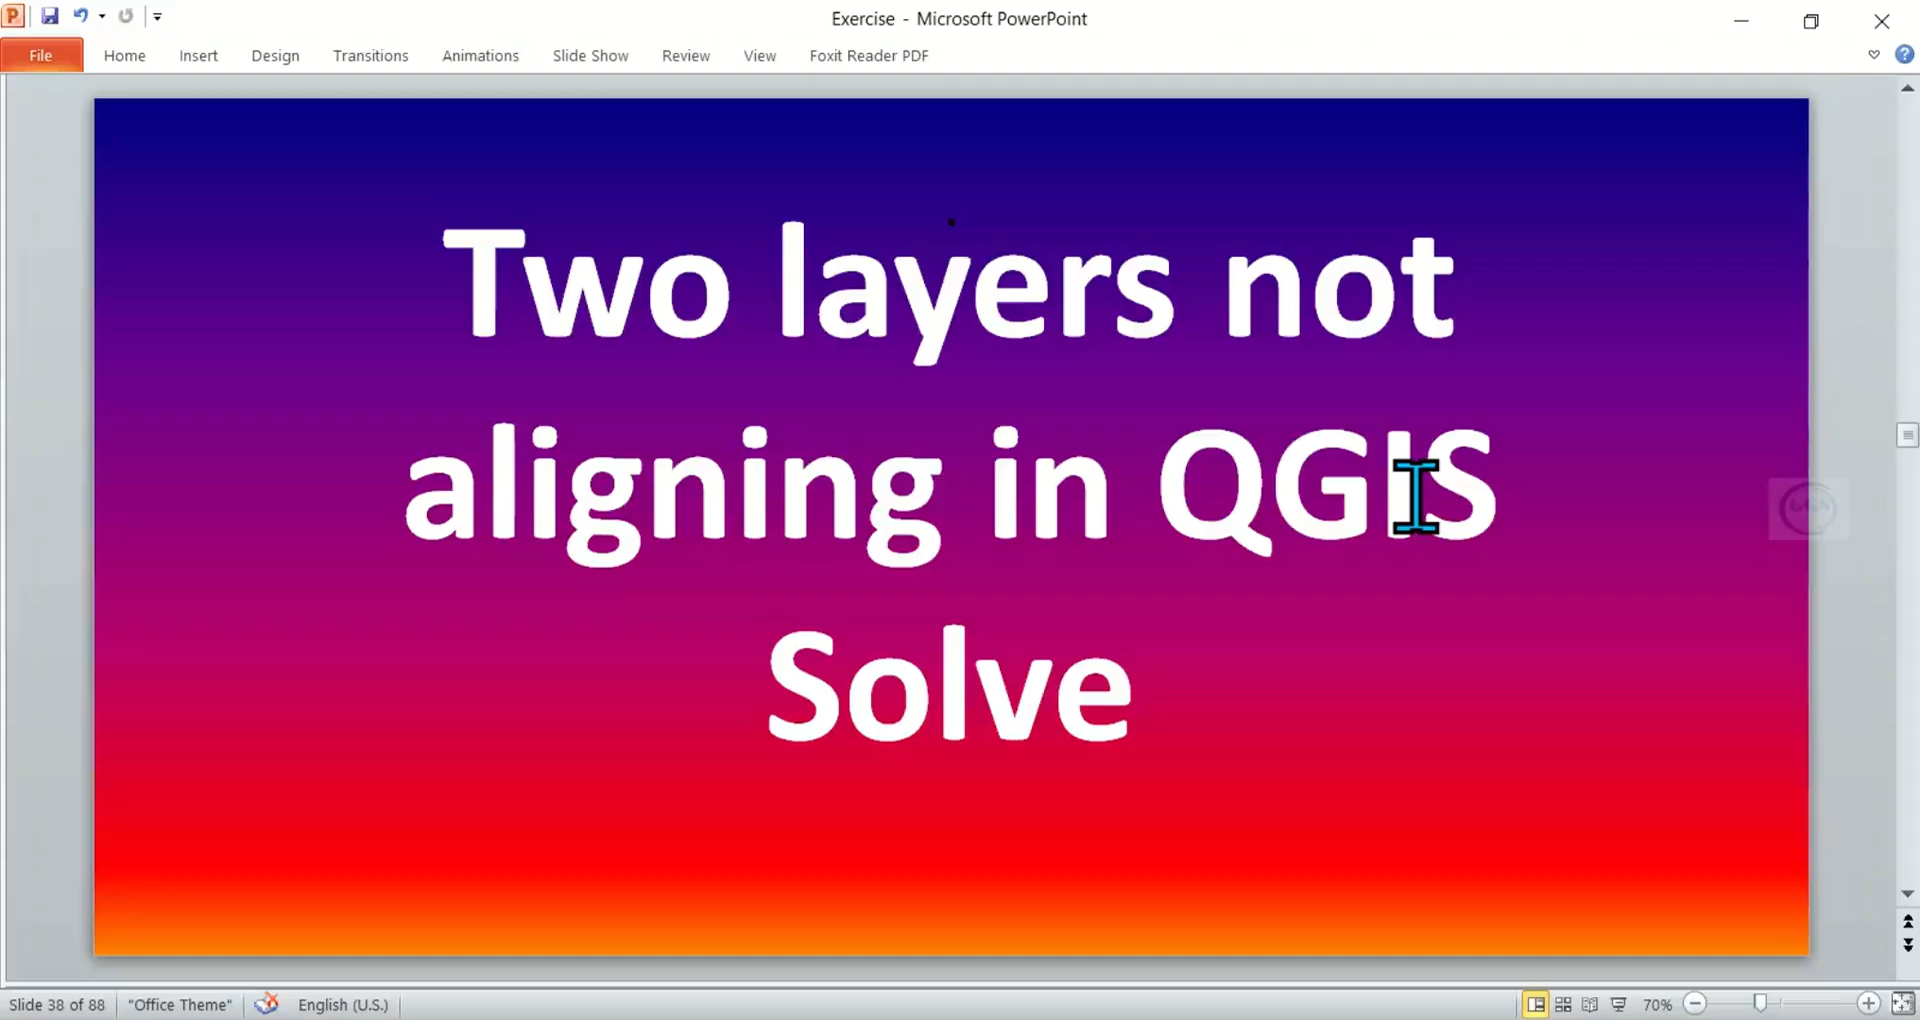 Exercise - Microsoft PowerPoint
File Home Insert Design Transitions Animations Slide Show Review View Foxit Reader PDF
Two layers not
aligning in QGIS
Solve
Slide 38 of 88 "Office Theme" English (U.S.) 70%